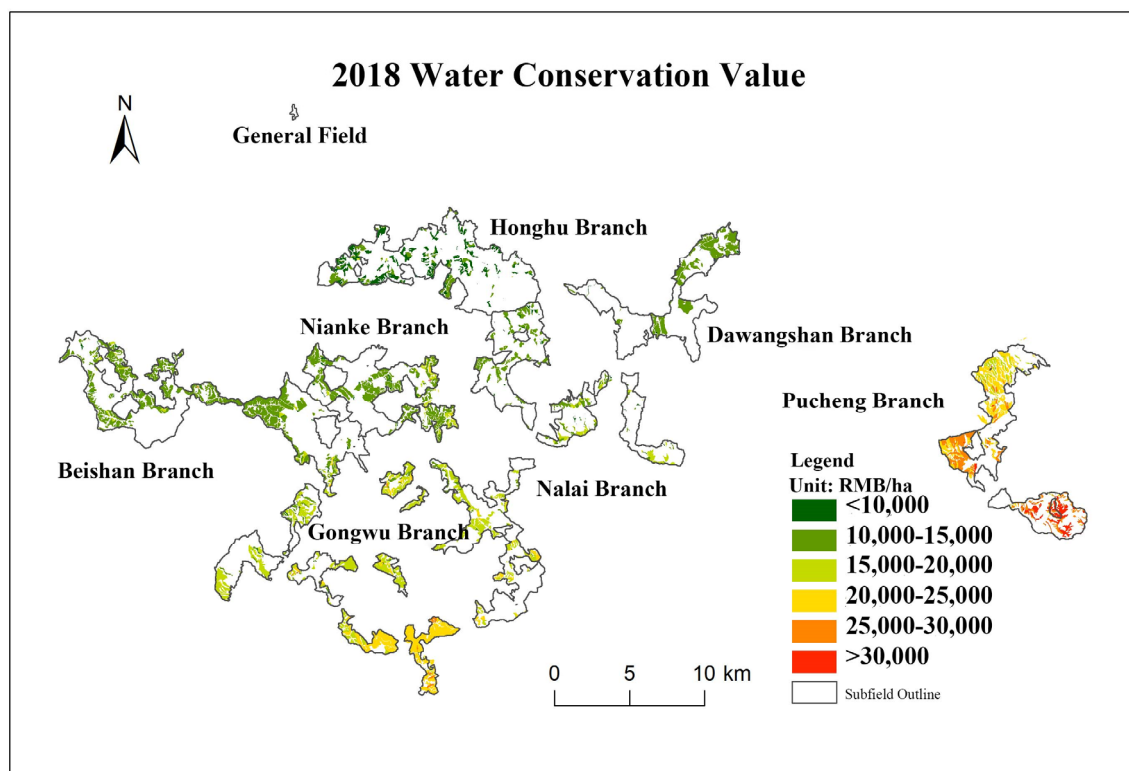 2018 Water Conservation Value
N
General Field
Honghu Branch
Nianke Branch
Dawangshan Branch
Pucheng Branch
Beishan Branch
Nalai Branch
Gongwu Branch
Legend
Unit: RMB/ha
<10,000
10,000-15,000
15,000-20,000
20,000-25,000
25,000-30,000
>30,000
Subfield Outline
0 5 10 km